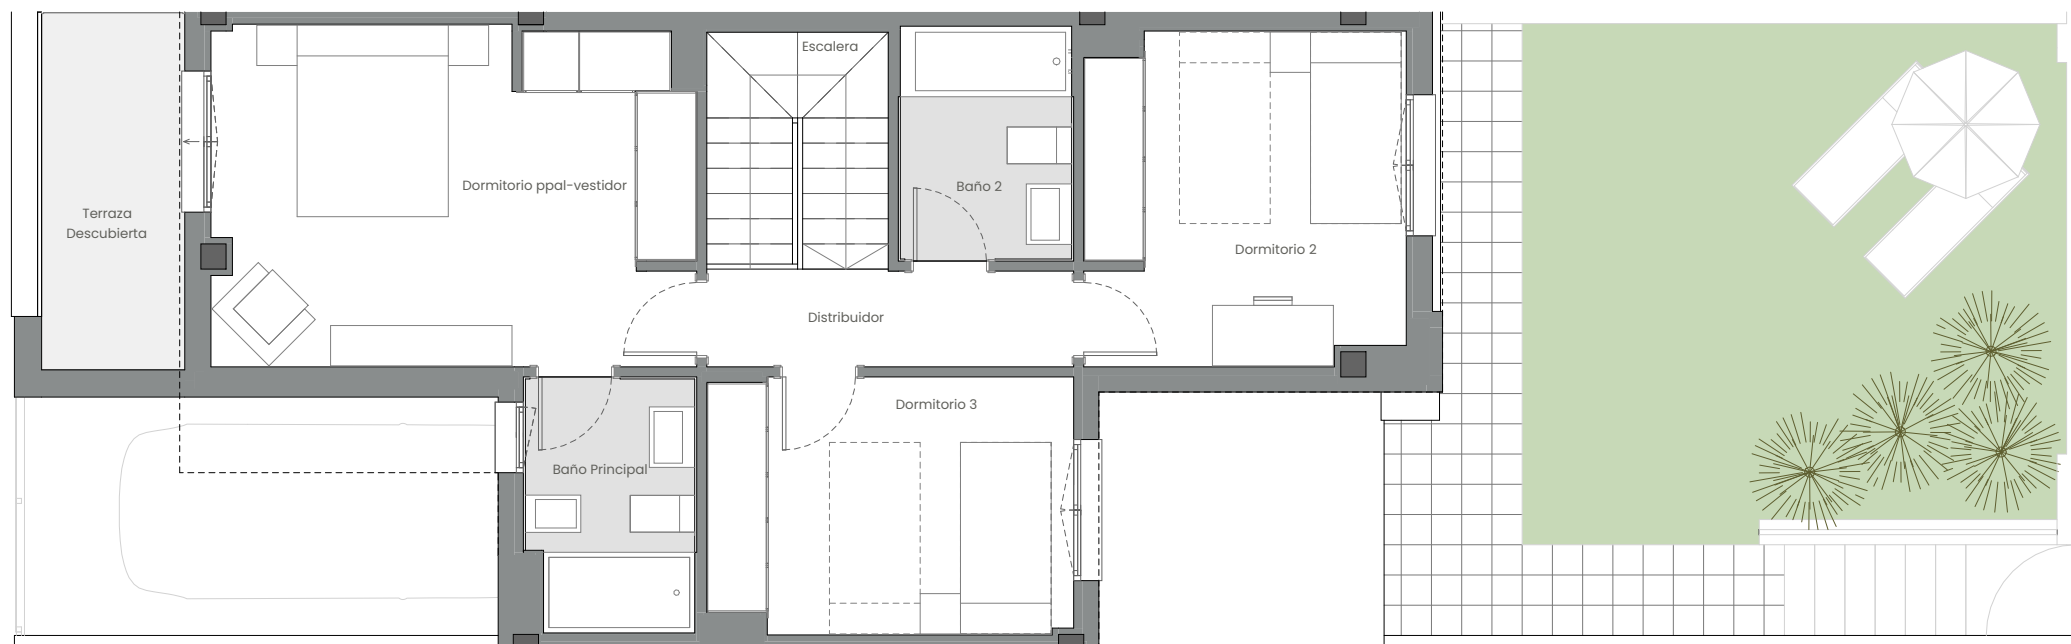 Escalera
Dormitorio ppal-vestidor
Baño 2
Terraza
Descubierta
Dormitorio 2
Distribuidor
Dormitorio 3
Baño Principal